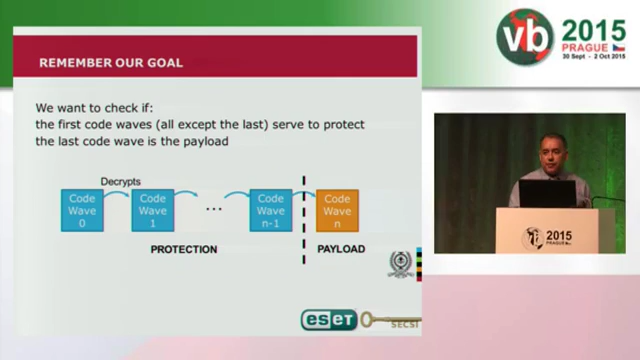 REMEMBER OUR GOAL
We want to check if:
the first code waves (all except the last) serve to protect
the last code wave is the payload
Decrypts
Code
Wave
0
Code
Wave
1
...
Code
Wave
n-1
Code
Wave
n
PROTECTION
PAYLOAD
eseT
SECSI
vb
2015
PRAGUE
30 Sept - 2 Oct 2015
vb
2015
PRAGUE